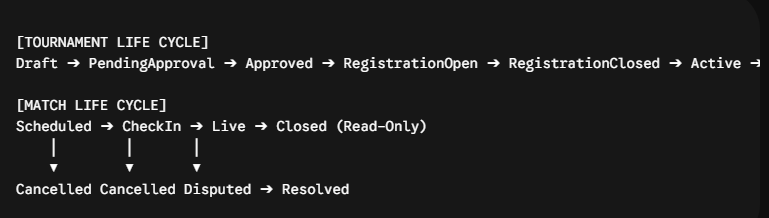 [TOURNAMENT LIFE CYCLE]
Draft → PendingApproval → Approved → RegistrationOpen → RegistrationClosed → Active →
[MATCH LIFE CYCLE]
Scheduled → CheckIn → Live → Closed (Read-Only)
Cancelled Cancelled Disputed → Resolved